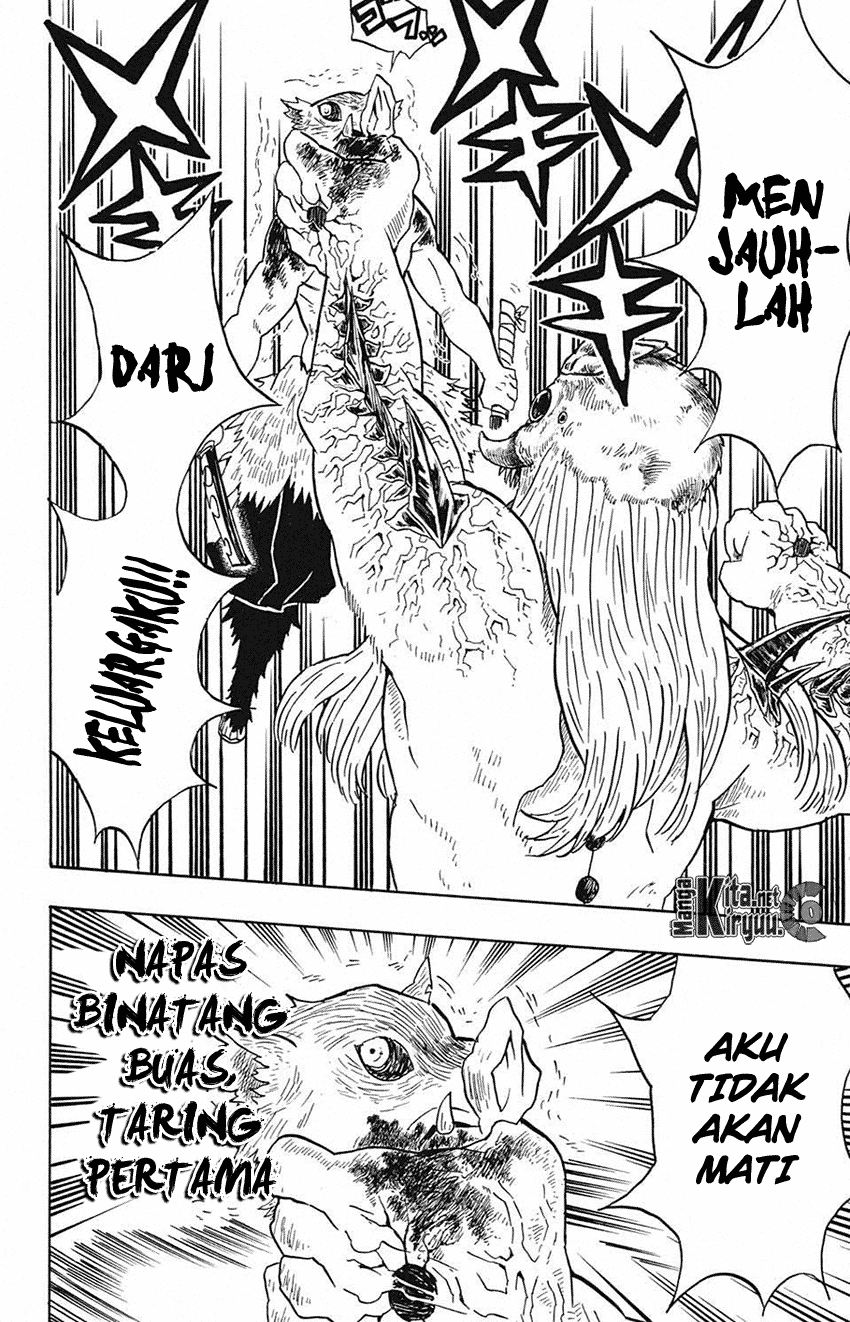 MEN
JAUH-
LAH
DARI
KELUARGAKU!!
Manga
Kita.net
Kiryuu.
AKU
TIDAK
AKAN
MATI
NAPAS
BINATANG
BUAS,
TARING
PERTAMA